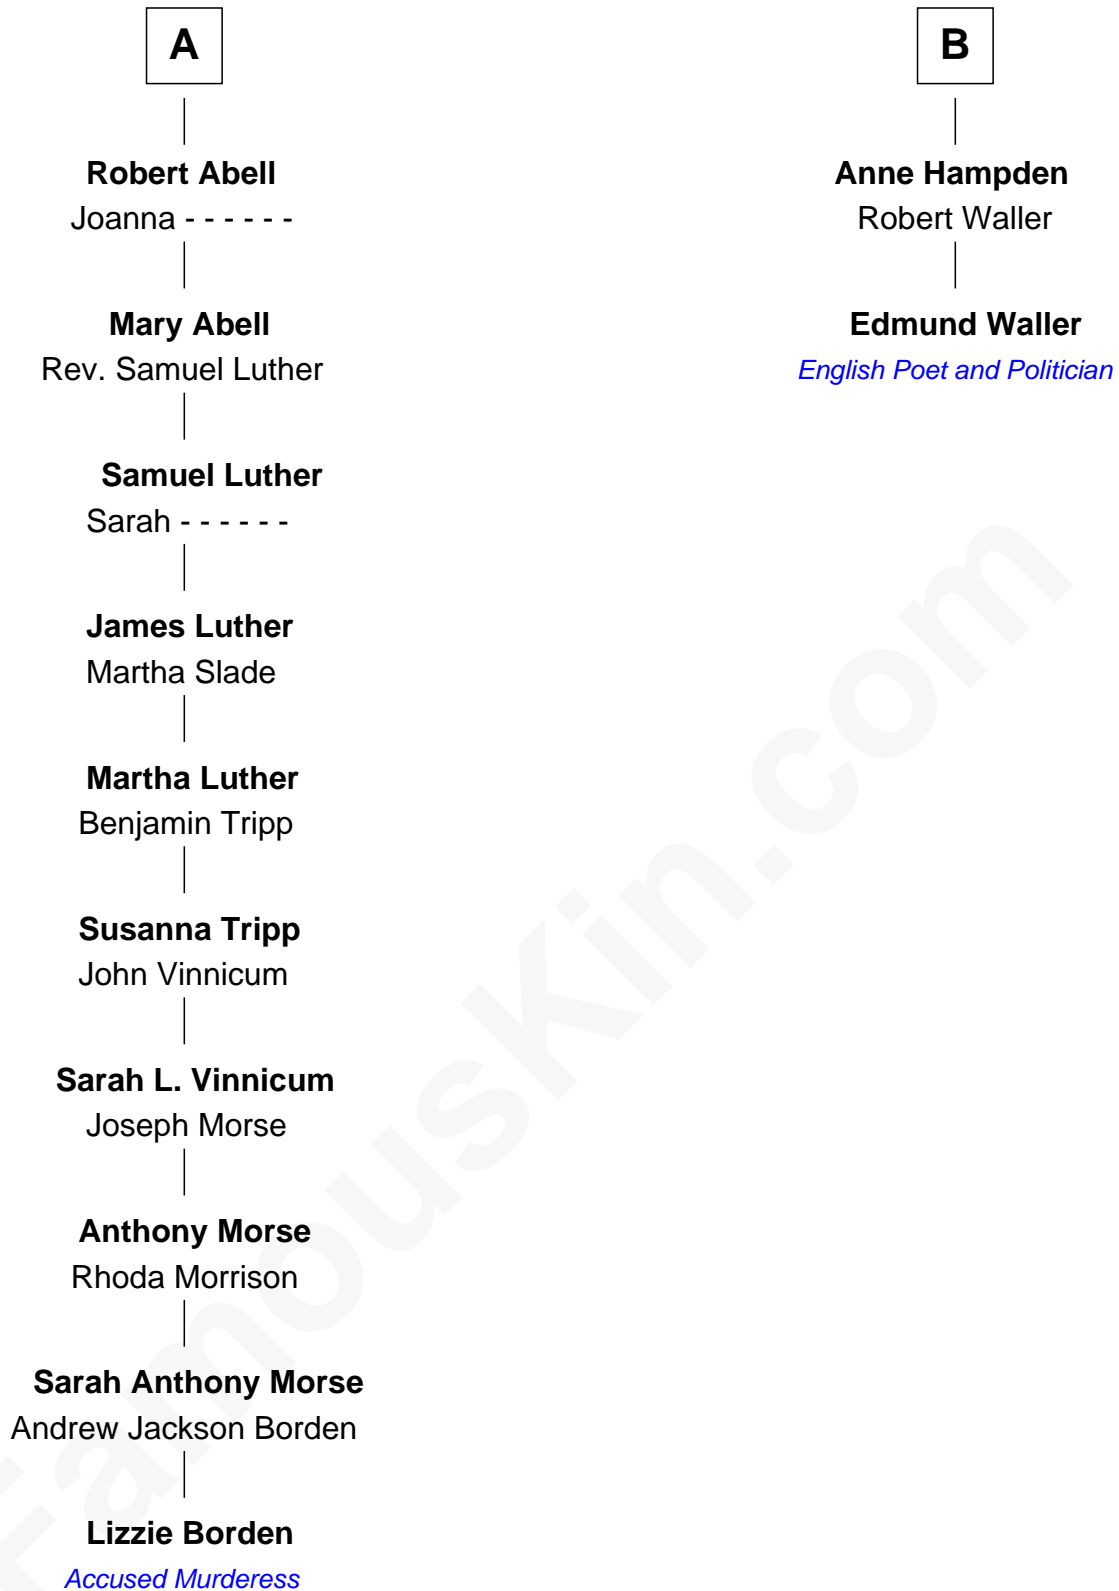 A
Robert Abell
Joanna - - - - - -
Mary Abell
Rev. Samuel Luther
Samuel Luther
Sarah - - - - - -
James Luther
Martha Slade
Martha Luther
Benjamin Tripp
Susanna Tripp
John Vinnicum
Sarah L. Vinnicum
Joseph Morse
Anthony Morse
Rhoda Morrison
Sarah Anthony Morse
Andrew Jackson Borden
Lizzie Borden
Accused Murderess
B
Anne Hampden
Robert Waller
Edmund Waller
English Poet and Politician
FamousKin.com